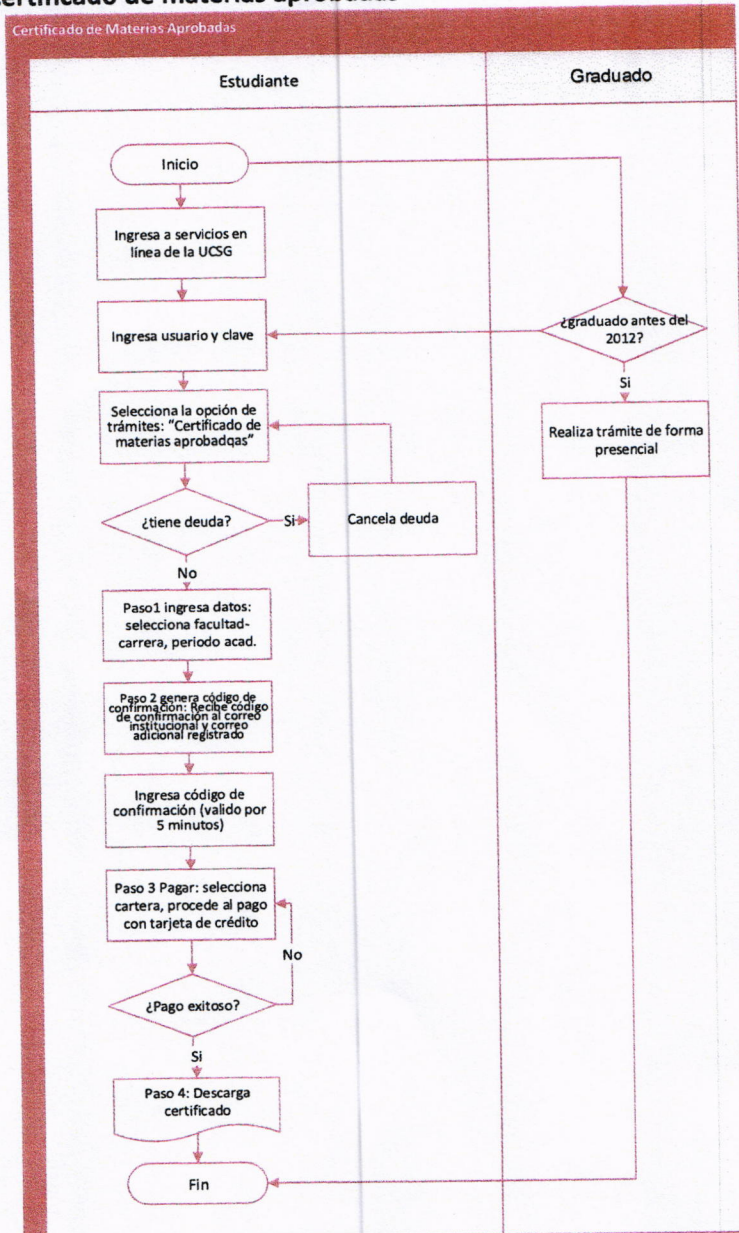 Certificado de materias aprobadas
Certificado de Materias Aprobadas
Estudiante
Graduado
Inicio
Ingresa a servicios en
línea de la UCSG
Ingresa usuario y clave
¿graduado antes del
2012?
Si
Selecciona la opción de
trámites: “Certificado de
materias aprobadqas”
Realiza trámite de forma
presencial
¿tiene deuda?
Si
Cancela deuda
No
Paso1 ingresa datos:
selecciona facultad-
carrera, periodo acad.
Paso 2 genera código de
confirmación: Recibe código
de confirmación al correo
institucional y correo
adicional registrado
Ingresa código de
confirmación (valido por
5 minutos)
Paso 3 Pagar: selecciona
cartera, procede al pago
con tarjeta de crédito
No
¿Pago exitoso?
Si
Paso 4: Descarga
certificado
Fin